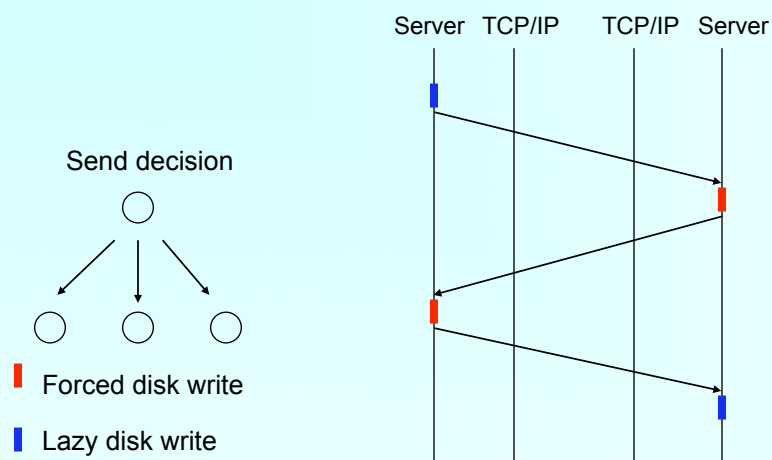 Server TCP/IP TCP/IP Server
Send decision
Forced disk write
Lazy disk write